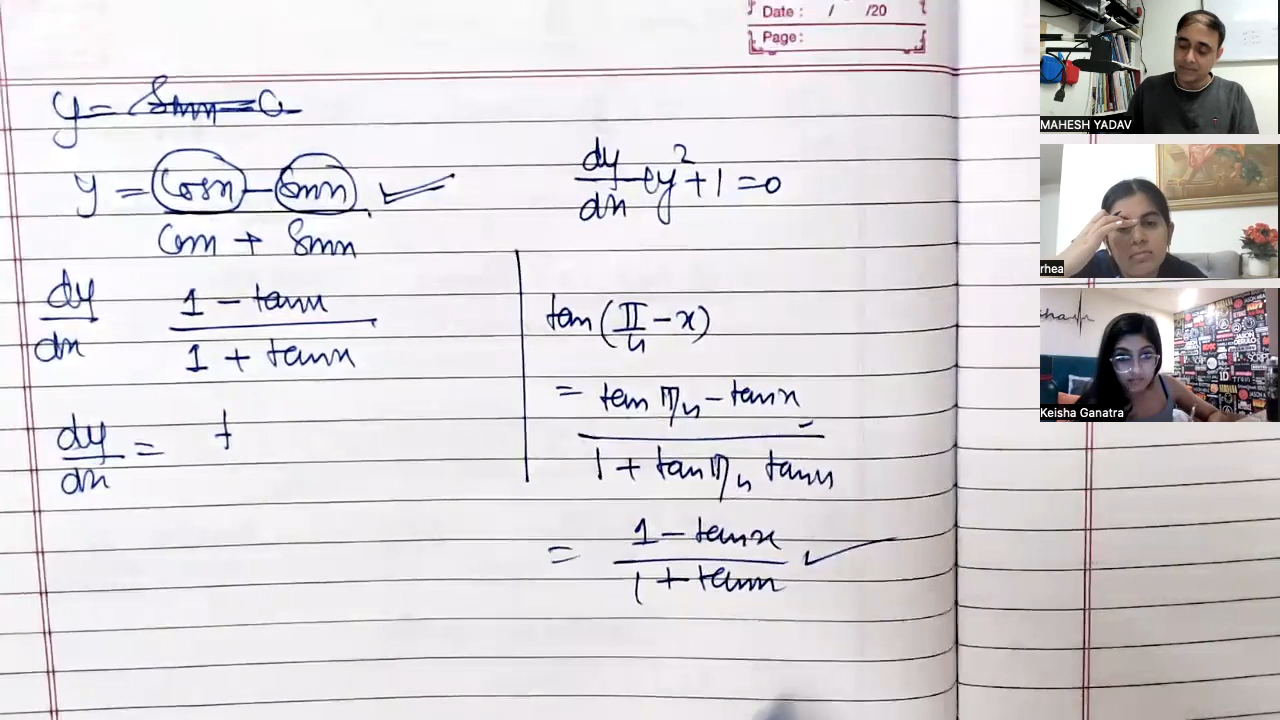 Date : / /20
Page:
y = Sinx - C
y = Cosx - Sinx
Cosx + Sinx
dy/dx + y² + 1 = 0
dy/dx 1 - tanx
1 + tanx
tan(π/4 - x)
= tan π/4 - tanx
1 + tan π/4 tanx
dy/dx = t
= 1 - tanx
1 + tanx
MAHESH YADAV
rhea
Keisha Ganatra